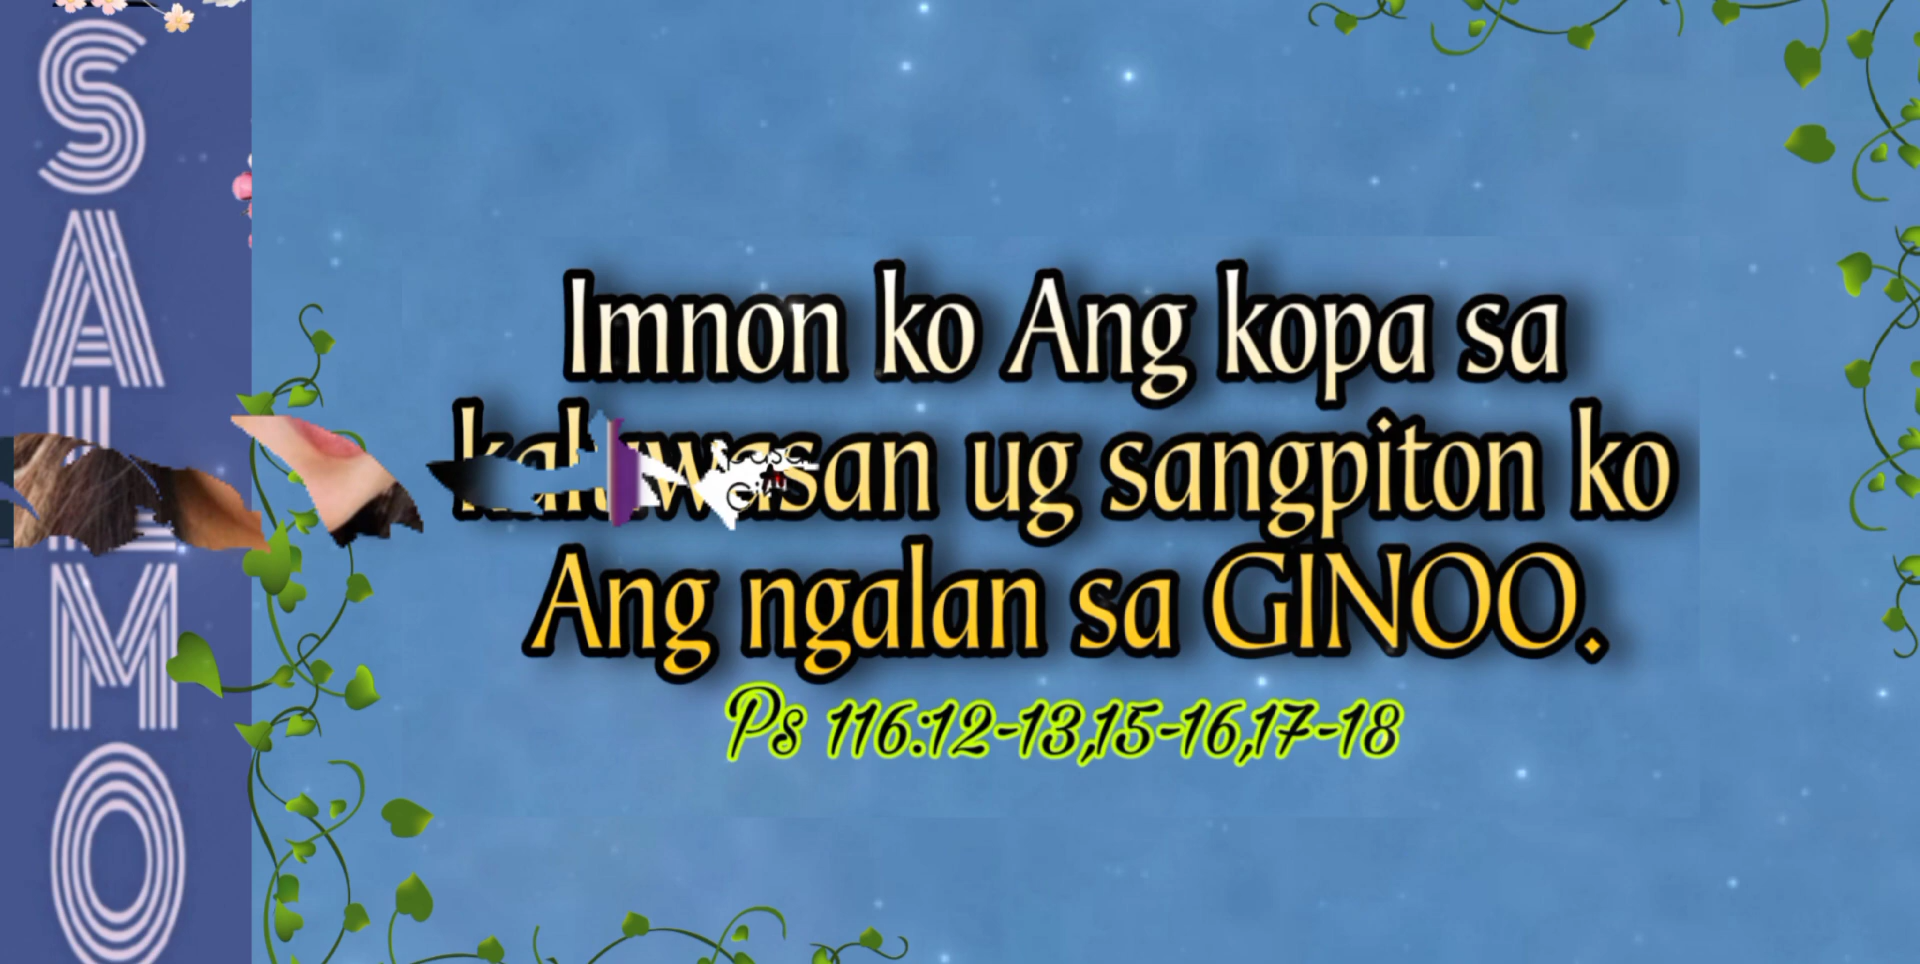 SALMO
Imnon ko Ang kopa sa
kaluwasan ug sangpiton ko
Ang ngalan sa GINOO.
Ps 116:12-13,15-16,17-18